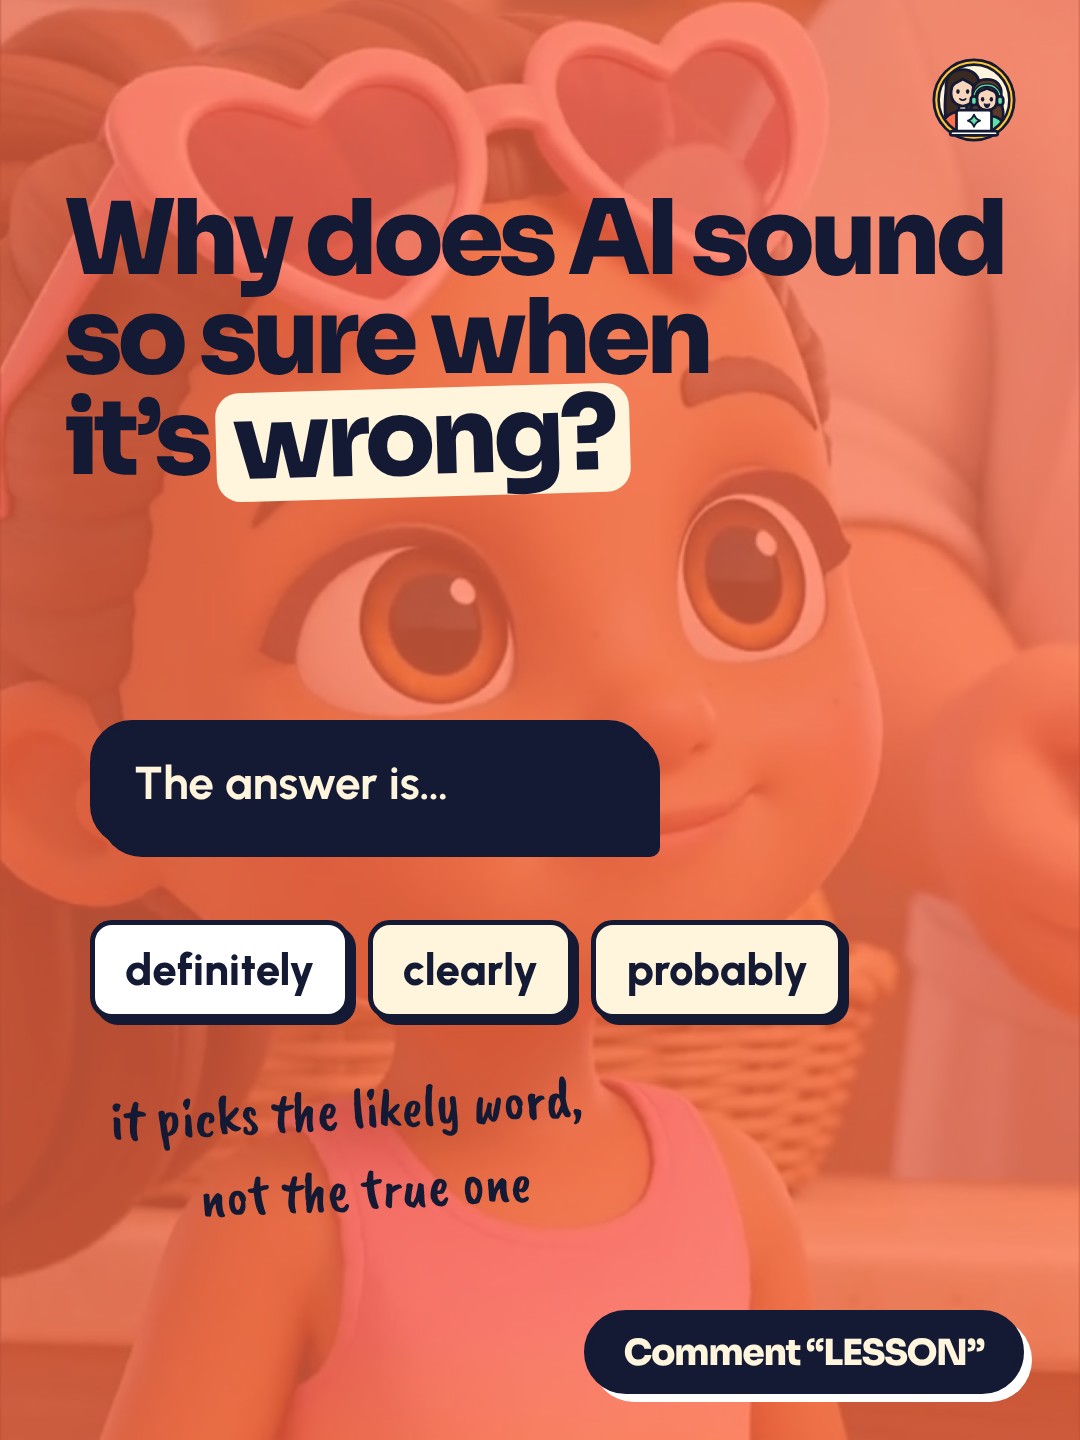 Why does AI sound
so sure when
it’s wrong?
The answer is...
definitely clearly probably
it picks the likely word,
not the true one
Comment “LESSON”